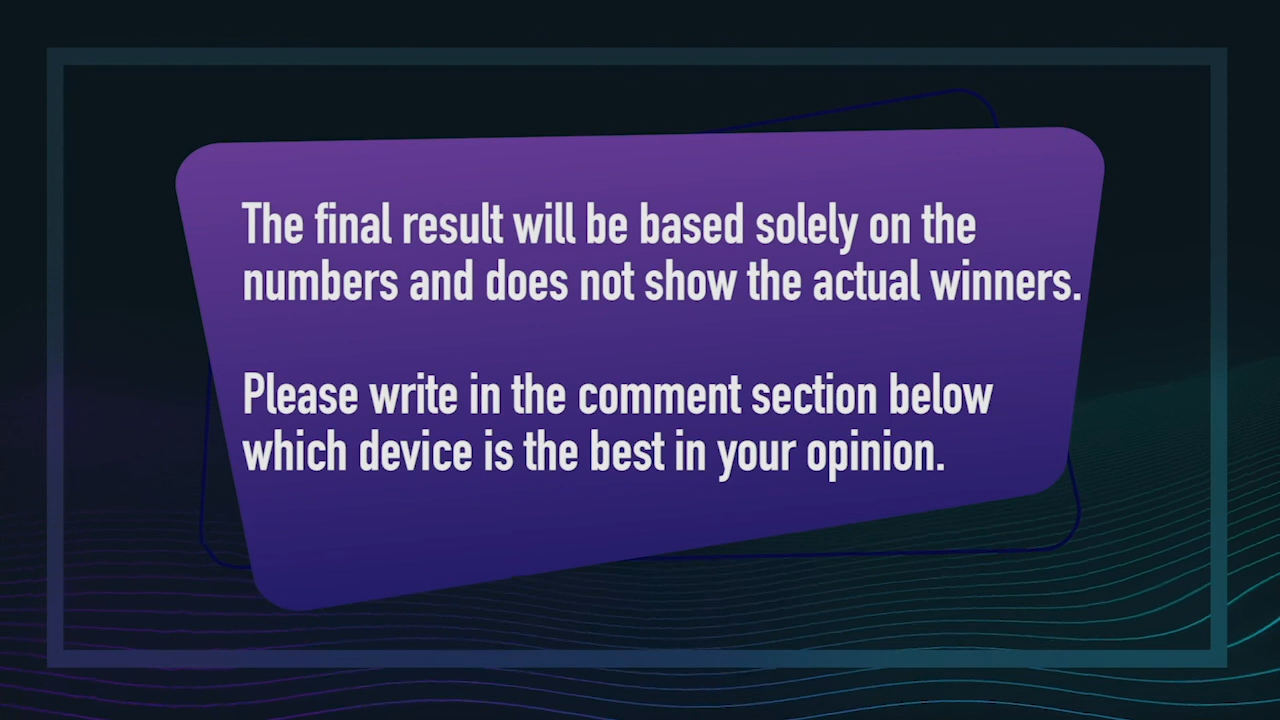 The final result will be based solely on the
numbers and does not show the actual winners.
Please write in the comment section below
which device is the best in your opinion.